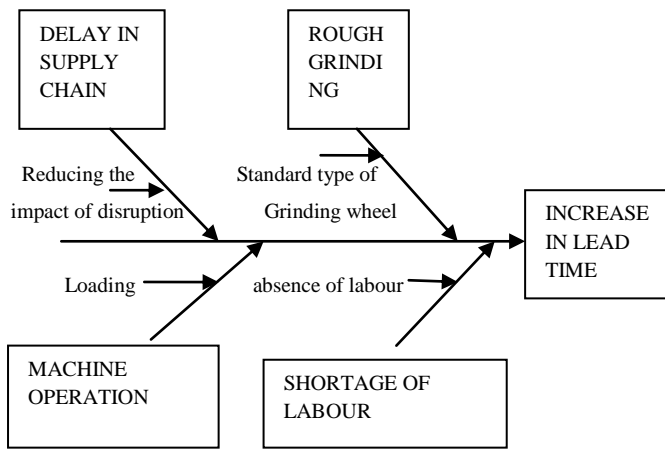 DELAY IN
SUPPLY
CHAIN
ROUGH
GRINDI
NG
Reducing the
impact of disruption
Standard type of
Grinding wheel
INCREASE
IN LEAD
TIME
Loading
absence of labour
MACHINE
OPERATION
SHORTAGE OF
LABOUR